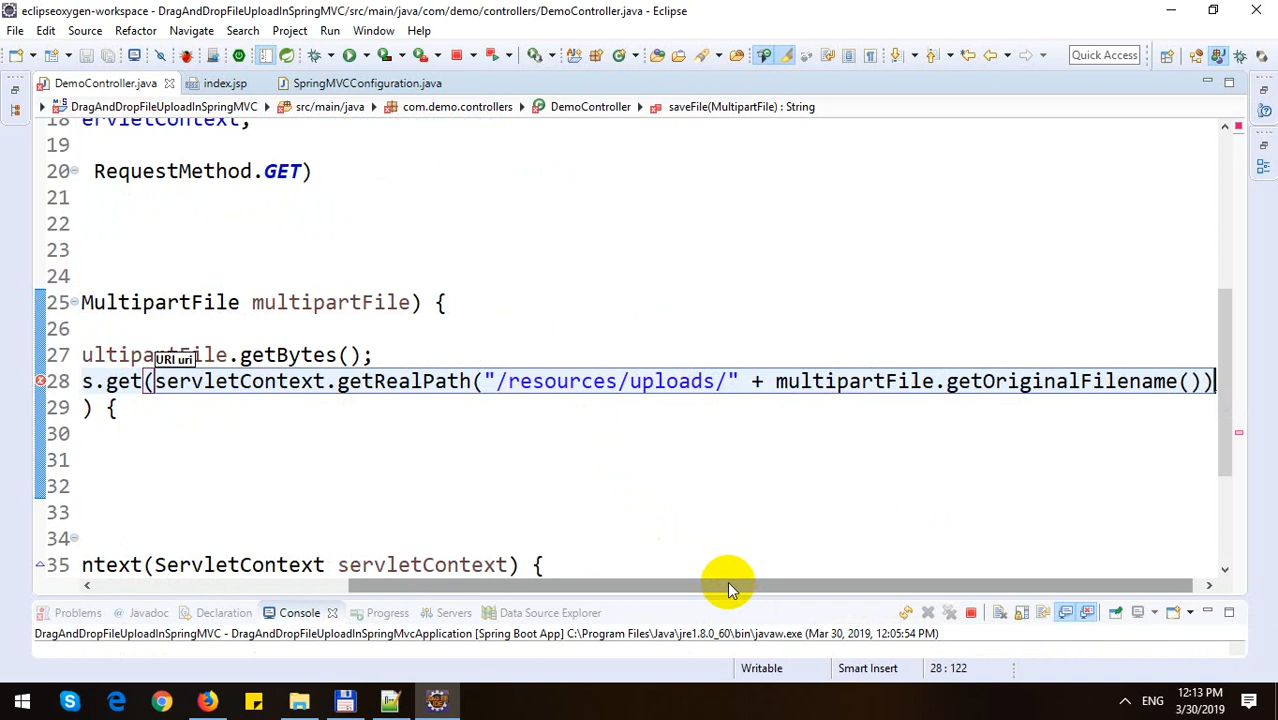 eclipseoxygen-workspace - DragAndDropFileUploadInSpringMVC/src/main/java/com/demo/controllers/DemoController.java - Eclipse
File Edit Source Refactor Navigate Search Project Run Window Help
Quick Access
DemoController.java index.jsp SpringMVCConfiguration.java
DragAndDropFileUploadInSpringMVC src/main/java com.demo.controllers DemoController saveFile(MultipartFile) : String
18 ervletContext;
19
20 RequestMethod.GET)
21
22
23
24
25 MultipartFile multipartFile) {
26
27 ultipartFile.getBytes();
URI uri
28 s.get(servletContext.getRealPath("/resources/uploads/" + multipartFile.getOriginalFilename())
29 ) {
30
31
32
33
34
35 ntext(ServletContext servletContext) {
Problems Javadoc Declaration Console Progress Servers Data Source Explorer
DragAndDropFileUploadInSpringMVC - DragAndDropFileUploadInSpringMvcApplication [Spring Boot App] C:\Program Files\Java\jre1.8.0_60\bin\javaw.exe (Mar 30, 2019, 12:05:54 PM)
Writable Smart Insert 28 : 122
ENG
12:13 PM
3/30/2019